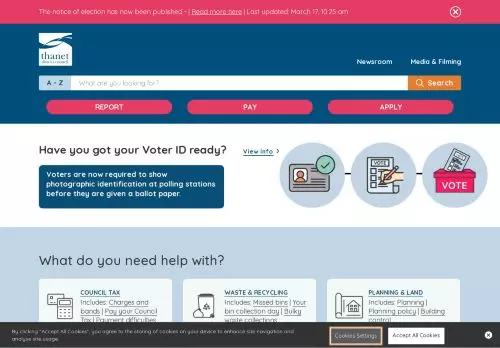 The notice of election has now been published - | Read more here | Last updated: March 17, 10:25 am
thanet
district council
Newsroom
Media & Filming
A - Z
What are you looking for?
Search
REPORT
PAY
APPLY
Have you got your Voter ID ready?
View info
Voters are now required to show
photographic identification at polling stations
before they are given a ballot paper.
VOTE
VOTE
What do you need help with?
COUNCIL TAX
Includes: Charges and
bands | Pay your Council
Tax | Payment difficulties
WASTE & RECYCLING
Includes: Missed bins | Your
bin collection day | Bulky
waste collections
PLANNING & LAND
Includes: Planning |
Planning policy | Building
control
By clicking "Accept All Cookies", you agree to the storing of cookies on your device to enhance site navigation and
analyse site usage.
Cookies Settings
Accept All Cookies